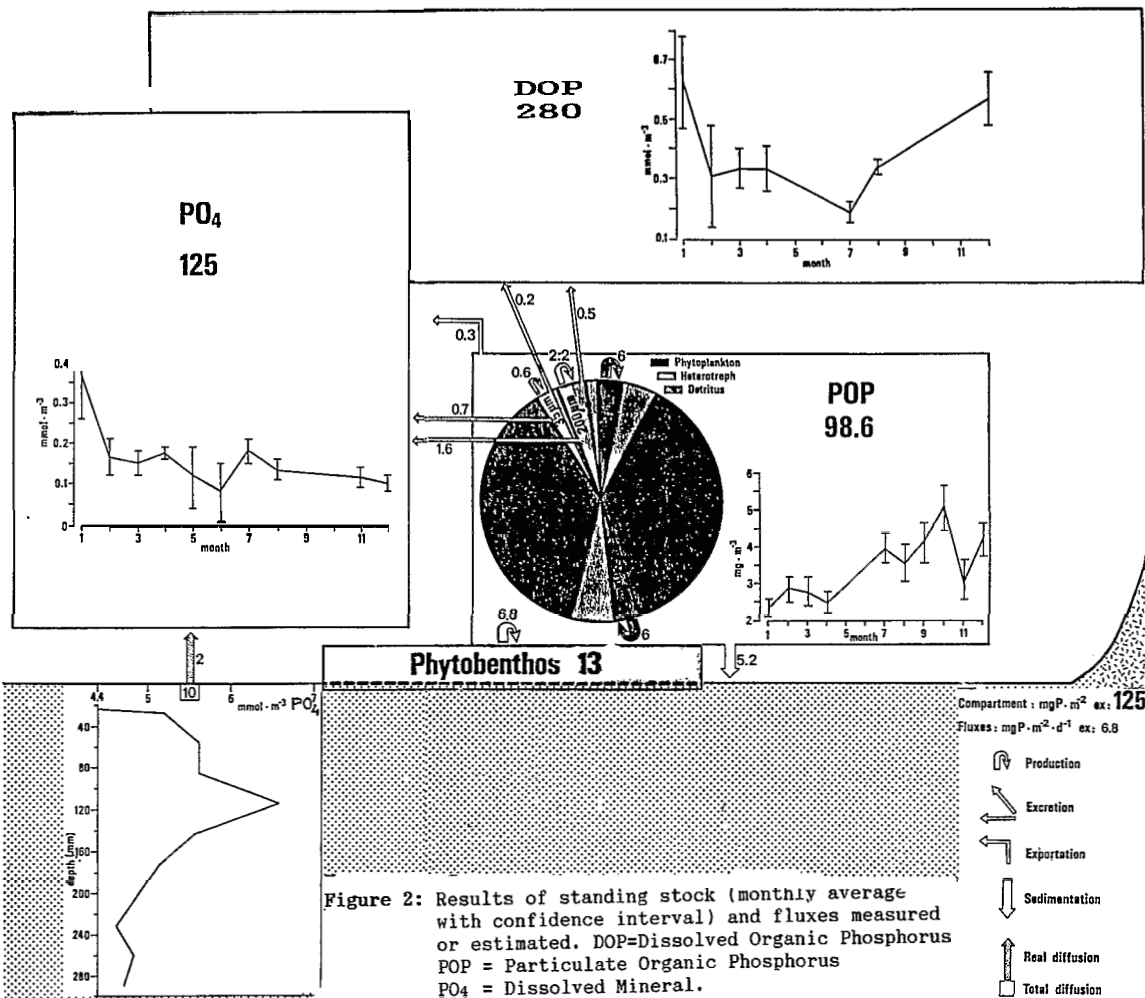 DOP
280
0.7
0.5
0.3
0.1
mmol·m⁻³
1 3 5 7 9 11
month
PO₄
125
0.4
0.2
0.1
0
mmol·m⁻³
1 3 5 7 9 11
month
0.2
0.5
0.3
2.2
6
0.6
0.7
1.6
35µm
200µm
Phytoplankton
Heterotroph
Detritus
POP
98.6
6
5
4
3
2
mg·m⁻³
1 3 5 7 9 11
month
6.8
6
2
5.2
Phytobenthos 13
4.4 5 10 6 7
mmol·m⁻³ PO₄
40
80
120
160
200
240
280
depth (mm)
Compartment : mgP·m⁻² ex: 125
Fluxes: mgP·m⁻²·d⁻¹ ex: 6.8
Production
Excretion
Exportation
Sedimentation
Real diffusion
Total diffusion
Figure 2: Results of standing stock (monthly average
with confidence interval) and fluxes measured
or estimated. DOP=Dissolved Organic Phosphorus
POP = Particulate Organic Phosphorus
PO₄ = Dissolved Mineral.